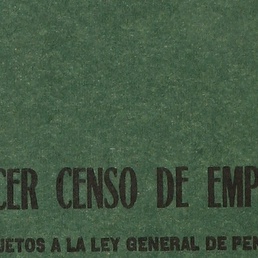 CER CENSO DE EMP
JETOS A LA LEY GENERAL DE PEN